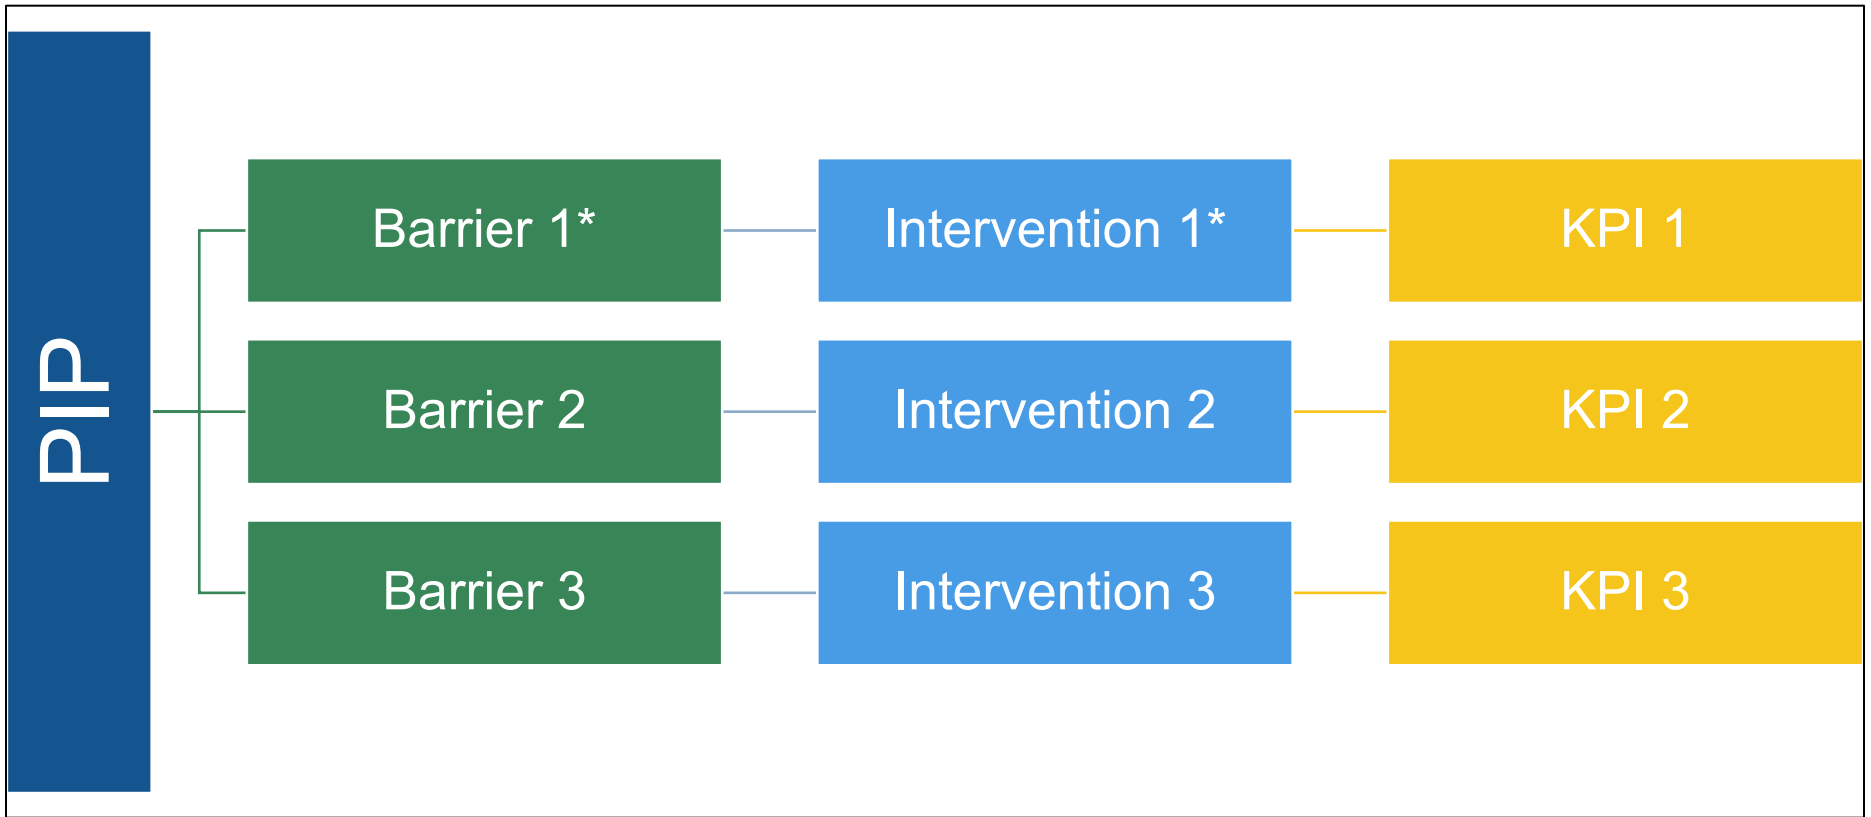 PIP
Barrier 1*
Intervention 1*
KPI 1
Barrier 2
Intervention 2
KPI 2
Barrier 3
Intervention 3
KPI 3